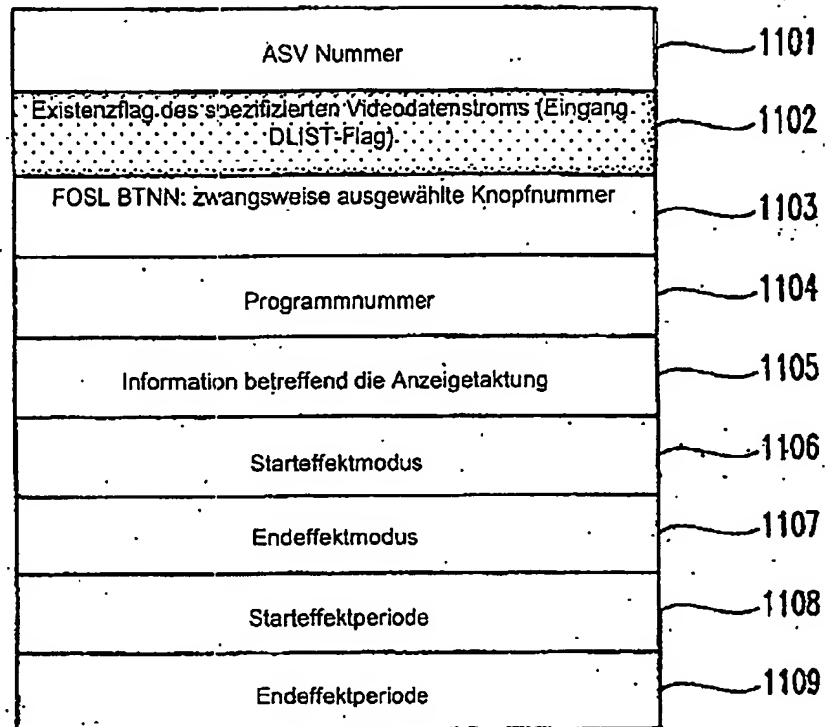 ASV Nummer
1101
Existenzflag des spezifizierten Videodatenstroms (Eingang
DLIST-Flag)
1102
FOSL BTNN: zwangsweise ausgewählte Knopfnummer
1103
Programmnummer
1104
Information betreffend die Anzeigetaktung
1105
Starteffektmodus
1106
Endeffektmodus
1107
Starteffektperiode
1108
Endeffektperiode
1109